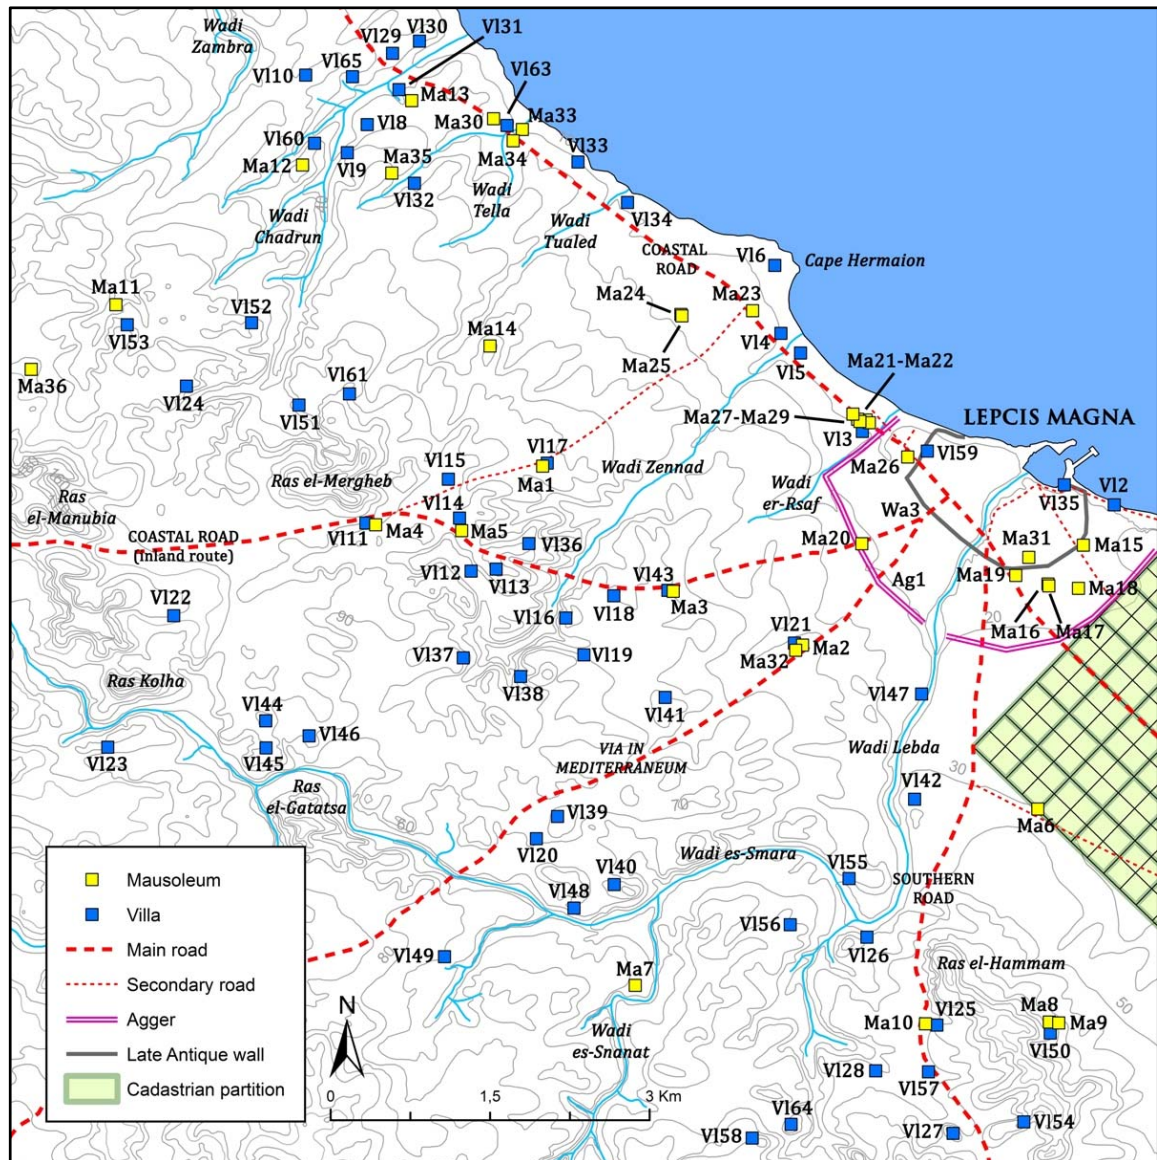 Wadi
Zambra
Vl29
Vl30
Vl31
Vl65
Vl10
Vl63
Ma13
Ma30
Ma33
Vl8
Vl60
Ma34
Vl33
Ma12
Vl9
Ma35
Vl32
Wadi
Tella
Wadi
Chadrun
Wadi
Tualed
Vl34
COASTAL
ROAD
Vl6
Cape Hermaion
Ma11
Vl52
Vl53
Ma24
Ma23
Ma14
Ma25
Vl4
Vl5
Ma36
Vl24
Vl61
Vl51
Ma21-Ma22
Ma27-Ma29
LEPCIS MAGNA
Vl3
Ma26
Vl59
Vl17
Ma1
Wadi Zennad
Vl15
Ras el-Mergheb
Ras
el-Manubia
Wadi
er-Rsaf
Vl35
Vl2
Vl14
Wa3
COASTAL ROAD
(inland route)
Vl11
Ma4
Ma5
Vl36
Ma20
Ma31
Ma15
Vl12
Vl13
Vl43
Ma19
Ag1
Ma3
Vl18
Ma18
Vl22
90
Vl16
20
Ma16
Ma17
Vl21
Ma2
Ma32
Vl37
Vl19
Ras Kolha
Vl38
Vl41
Vl47
Vl44
Vl46
Vl23
Vl45
VIA IN
MEDITERRANEUM
Wadi Lebda
Ras
el-Gatatsa
30
Vl42
70
Ma6
Vl39
60
Vl20
Wadi es-Smara
Vl40
Vl55
Vl48
SOUTHERN
ROAD
Vl56
80
Vl49
Vl26
Ras el-Hammam
Ma7
50
Ma10
Vl25
Ma8
Ma9
Vl50
Wadi
es-Snanat
Vl28
Vl57
Vl64
Vl54
Vl58
Vl27
Mausoleum
Villa
Main road
Secondary road
Agger
Late Antique wall
Cadastrian partition
N
0
1,5
3 Km